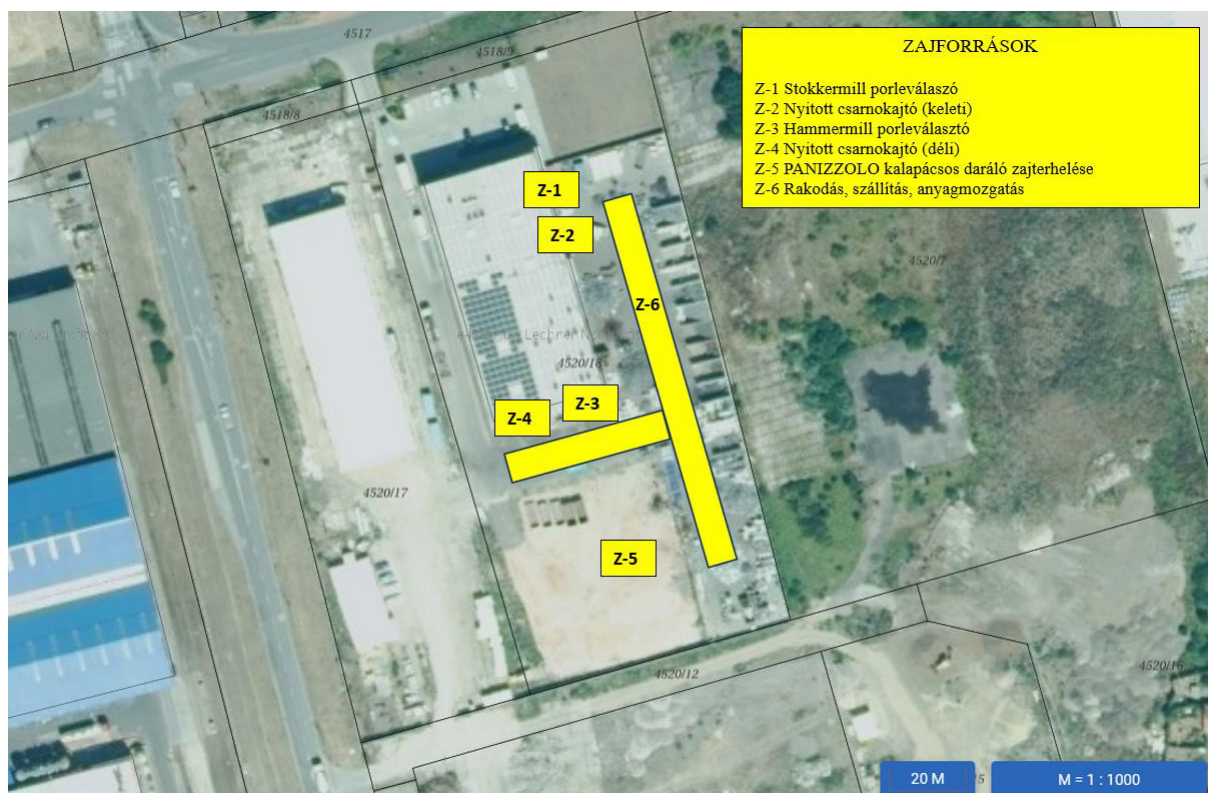 ZAJFORRÁSOK
Z-1 Stokkermill porleválaszó
Z-2 Nyitott csarnokajtó (keleti)
Z-3 Hammermill porleválasztó
Z-4 Nyitott csarnokajtó (déli)
Z-5 PANIZZOLO kalapácsos daráló zajterhelése
Z-6 Rakodás, szállítás, anyagmozgatás
4517
4518/9
4518/8
Z-1
Z-2
4520/7
Z-6
Lechner
4520/18
Z-3
Z-4
4520/17
Z-5
4520/12
4520/16
20 M
M = 1 : 1000